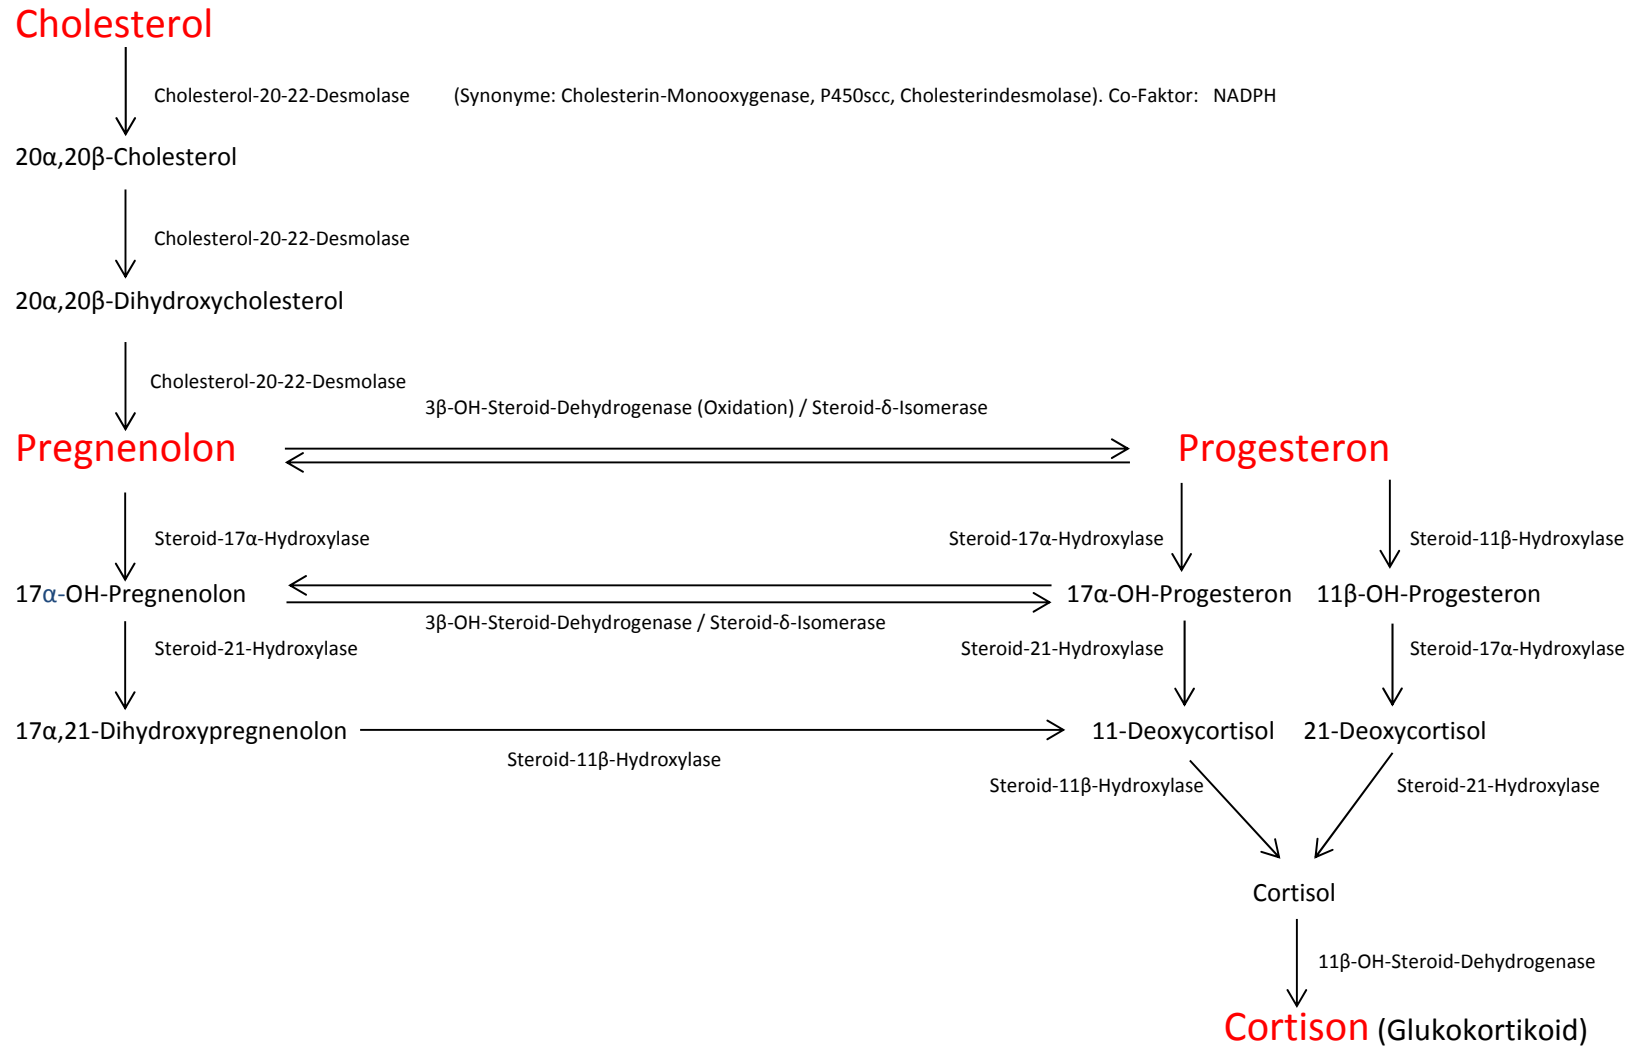 Cholesterol
Cholesterol-20-22-Desmolase (Synonyme: Cholesterin-Monooxygenase, P450scc, Cholesterindesmolase). Co-Faktor: NADPH
20α,20β-Cholesterol
Cholesterol-20-22-Desmolase
20α,20β-Dihydroxycholesterol
Cholesterol-20-22-Desmolase
3β-OH-Steroid-Dehydrogenase (Oxidation) / Steroid-δ-Isomerase
Pregnenolon Progesteron
Steroid-17α-Hydroxylase Steroid-17α-Hydroxylase Steroid-11β-Hydroxylase
17α-OH-Pregnenolon 17α-OH-Progesteron 11β-OH-Progesteron
3β-OH-Steroid-Dehydrogenase / Steroid-δ-Isomerase
Steroid-21-Hydroxylase Steroid-21-Hydroxylase Steroid-17α-Hydroxylase
17α,21-Dihydroxypregnenolon 11-Deoxycortisol 21-Deoxycortisol
Steroid-11β-Hydroxylase
Steroid-11β-Hydroxylase Steroid-21-Hydroxylase
Cortisol
11β-OH-Steroid-Dehydrogenase
Cortison (Glukokortikoid)